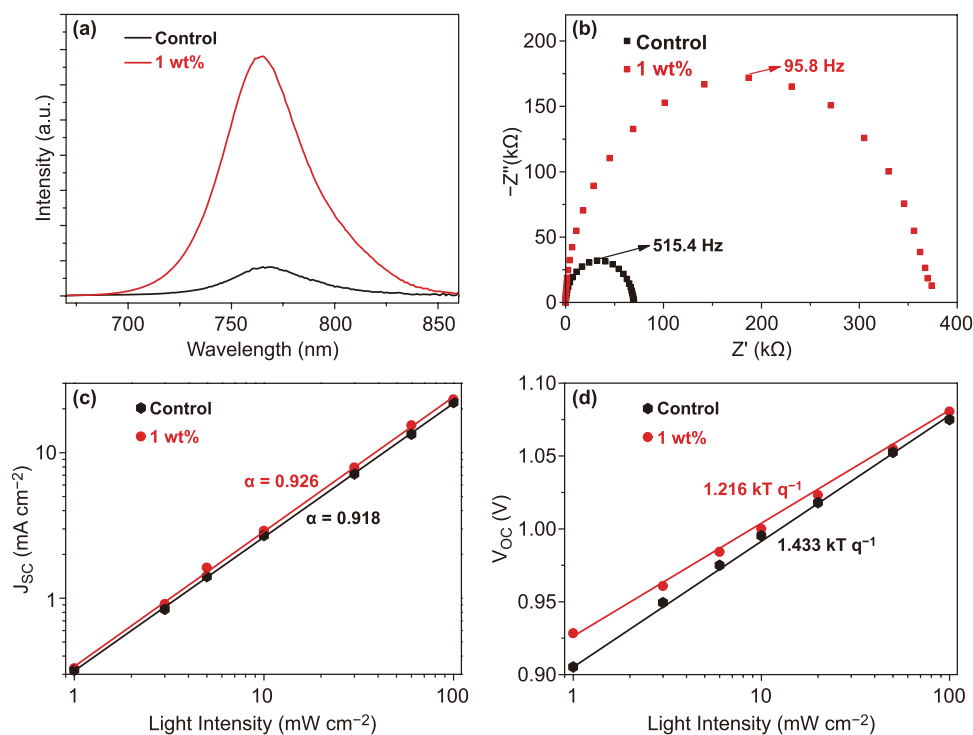 (a)
Control
1 wt%
Intensity (a.u.)
700
750
800
850
Wavelength (nm)
(b)
Control
1 wt%
95.8 Hz
515.4 Hz
−Z''(kΩ)
200
150
100
50
0
0
100
200
300
400
Z' (kΩ)
(c)
Control
1 wt%
α = 0.926
α = 0.918
JSC (mA cm−2)
10
1
1
10
100
Light Intensity (mW cm−2)
(d)
Control
1 wt%
1.216 kT q−1
1.433 kT q−1
VOC (V)
1.10
1.05
1.00
0.95
0.90
1
10
100
Light Intensity (mW cm−2)